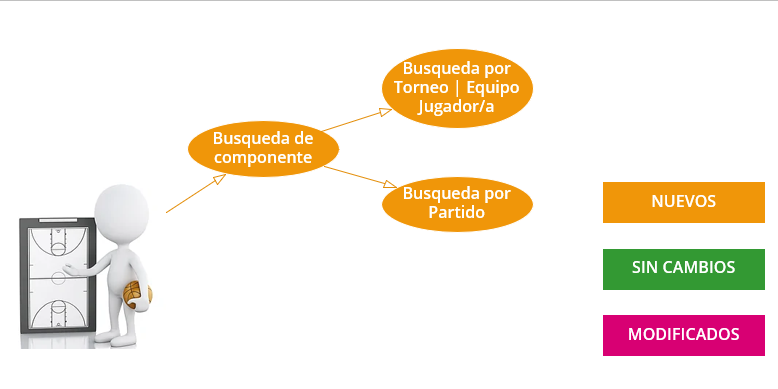 Busqueda por
Torneo | Equipo
Jugador/a
Busqueda de
componente
Busqueda por
Partido
NUEVOS
SIN CAMBIOS
MODIFICADOS